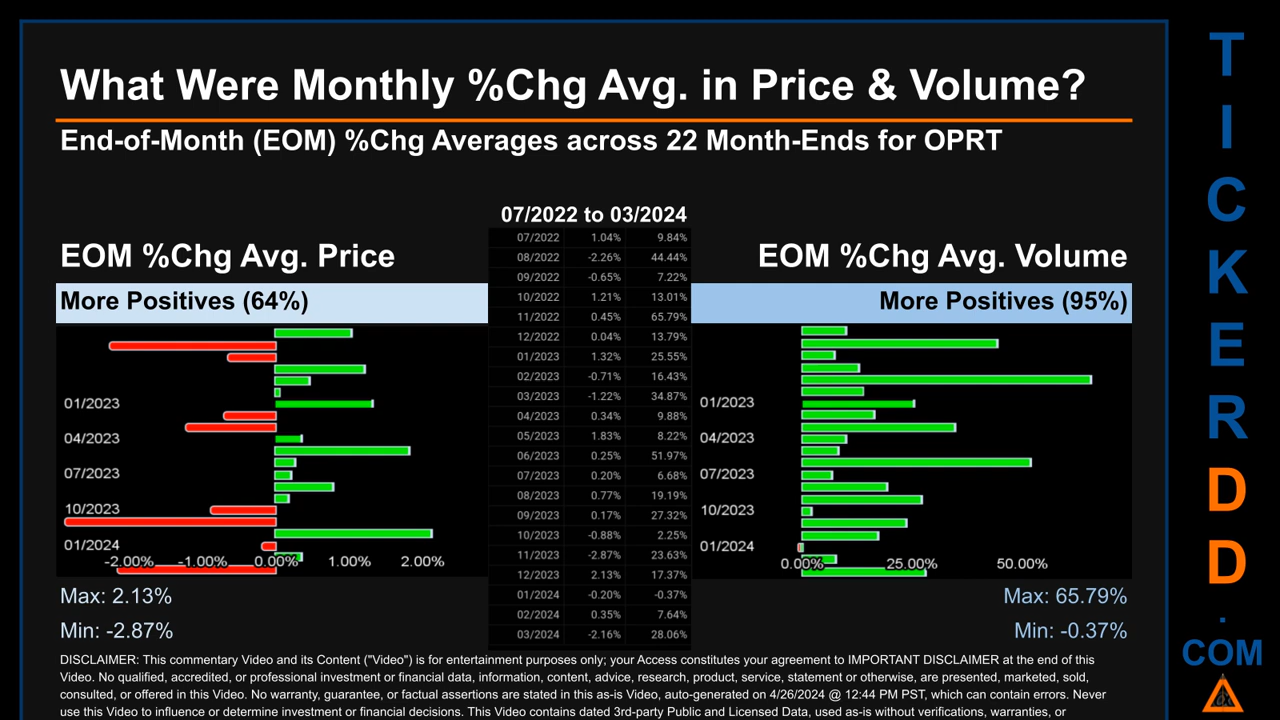 What Were Monthly %Chg Avg. in Price & Volume?
End-of-Month (EOM) %Chg Averages across 22 Month-Ends for OPRT
07/2022 to 03/2024
EOM %Chg Avg. Price
EOM %Chg Avg. Volume
More Positives (64%)
More Positives (95%)
07/2022 1.04% 9.84%
08/2022 -2.26% 44.44%
09/2022 -0.65% 7.22%
10/2022 1.21% 13.01%
11/2022 0.45% 65.79%
12/2022 0.04% 13.79%
01/2023 1.32% 25.55%
02/2023 -0.71% 16.43%
03/2023 -1.22% 34.87%
04/2023 0.34% 9.88%
05/2023 1.83% 8.22%
06/2023 0.25% 51.97%
07/2023 0.20% 6.68%
08/2023 0.77% 19.19%
09/2023 0.17% 27.32%
10/2023 -0.88% 2.25%
11/2023 -2.87% 23.63%
12/2023 2.13% 17.37%
01/2024 -0.20% -0.37%
02/2024 0.35% 7.64%
03/2024 -2.16% 28.06%
01/2023
04/2023
07/2023
10/2023
01/2024
-2.00% -1.00% 0.00% 1.00% 2.00%
01/2023
04/2023
07/2023
10/2023
01/2024
0.00% 25.00% 50.00%
Max: 2.13%
Min: -2.87%
Max: 65.79%
Min: -0.37%
DISCLAIMER: This commentary Video and its Content ("Video") is for entertainment purposes only; your Access constitutes your agreement to IMPORTANT DISCLAIMER at the end of this
Video. No qualified, accredited, or professional investment or financial data, information, content, advice, research, product, service, statement or otherwise, are presented, marketed, sold,
consulted, or offered in this Video. No warranty, guarantee, or factual assertions are stated in this as-is Video, auto-generated on 4/26/2024 @ 12:44 PM PST, which can contain errors. Never
use this Video to influence or determine investment or financial decisions. This Video contains dated 3rd-party Public and Licensed Data, used as-is without verifications, warranties, or
T
I
C
K
E
R
D
D
.
COM